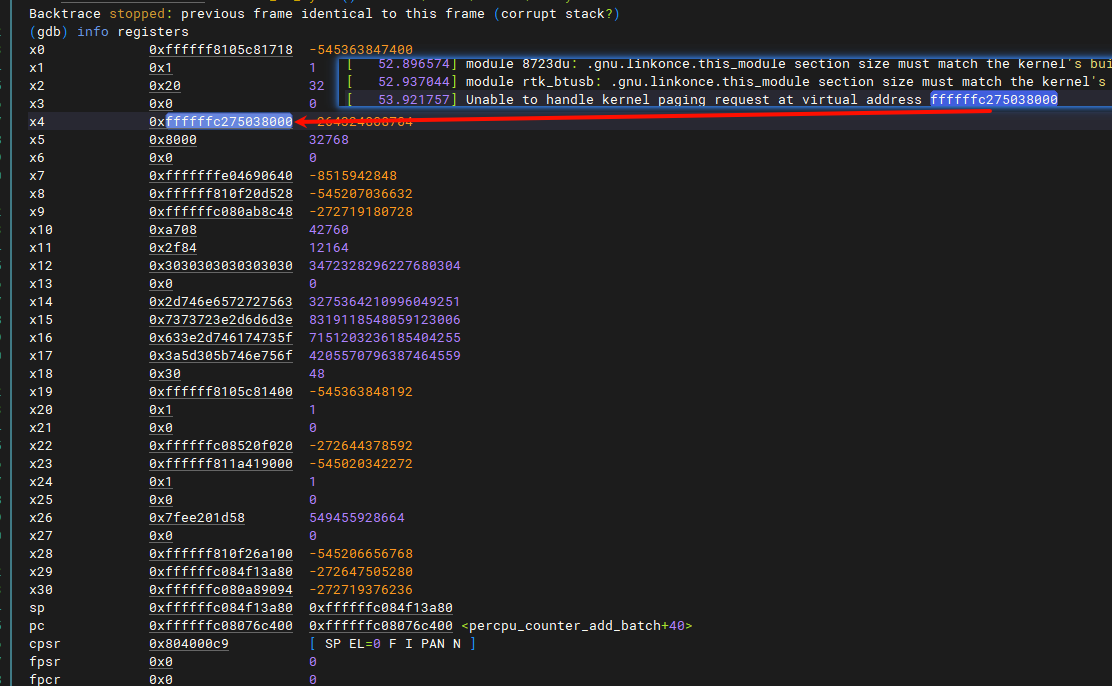 Backtrace stopped: previous frame identical to this frame (corrupt stack?)
(gdb) info registers
x0 0xffffff8105c81718 -545363847400
[ 52.896574] module 8723du: .gnu.linkonce.this_module section size must match the kernel's bui
x1 0x1 1
[ 52.937044] module rtk_btusb: .gnu.linkonce.this_module section size must match the kernel's
x2 0x20 32
[ 53.921757] Unable to handle kernel paging request at virtual address ffffffc275038000
x3 0x0 0
x4 0xffffffc275038000
x5 0x8000 32768
x6 0x0 0
x7 0xfffffffe04690640 -8515942848
x8 0xffffff810f20d528 -545207036632
x9 0xffffffc080ab8c48 -272719180728
x10 0xa708 42760
x11 0x2f84 12164
x12 0x3030303030303030 3472328296227680304
x13 0x0 0
x14 0x2d746e6572727563 3275364210996049251
x15 0x7373723e2d6d6d3e 8319118548059123006
x16 0x633e2d746174735f 7151203236185404255
x17 0x3a5d305b746e756f 4205570796387464559
x18 0x30 48
x19 0xffffff8105c81400 -545363848192
x20 0x1 1
x21 0x0 0
x22 0xffffffc08520f020 -272644378592
x23 0xffffff811a419000 -545020342272
x24 0x1 1
x25 0x0 0
x26 0x7fee201d58 549455928664
x27 0x0 0
x28 0xffffff810f26a100 -545206656768
x29 0xffffffc084f13a80 -272647505280
x30 0xffffffc080a89094 -272719376236
sp 0xffffffc084f13a80 0xffffffc084f13a80
pc 0xffffffc08076c400 0xffffffc08076c400 <percpu_counter_add_batch+40>
cpsr 0x804000c9 [ SP EL=0 F I PAN N ]
fpsr 0x0 0
fpcr 0x0 0